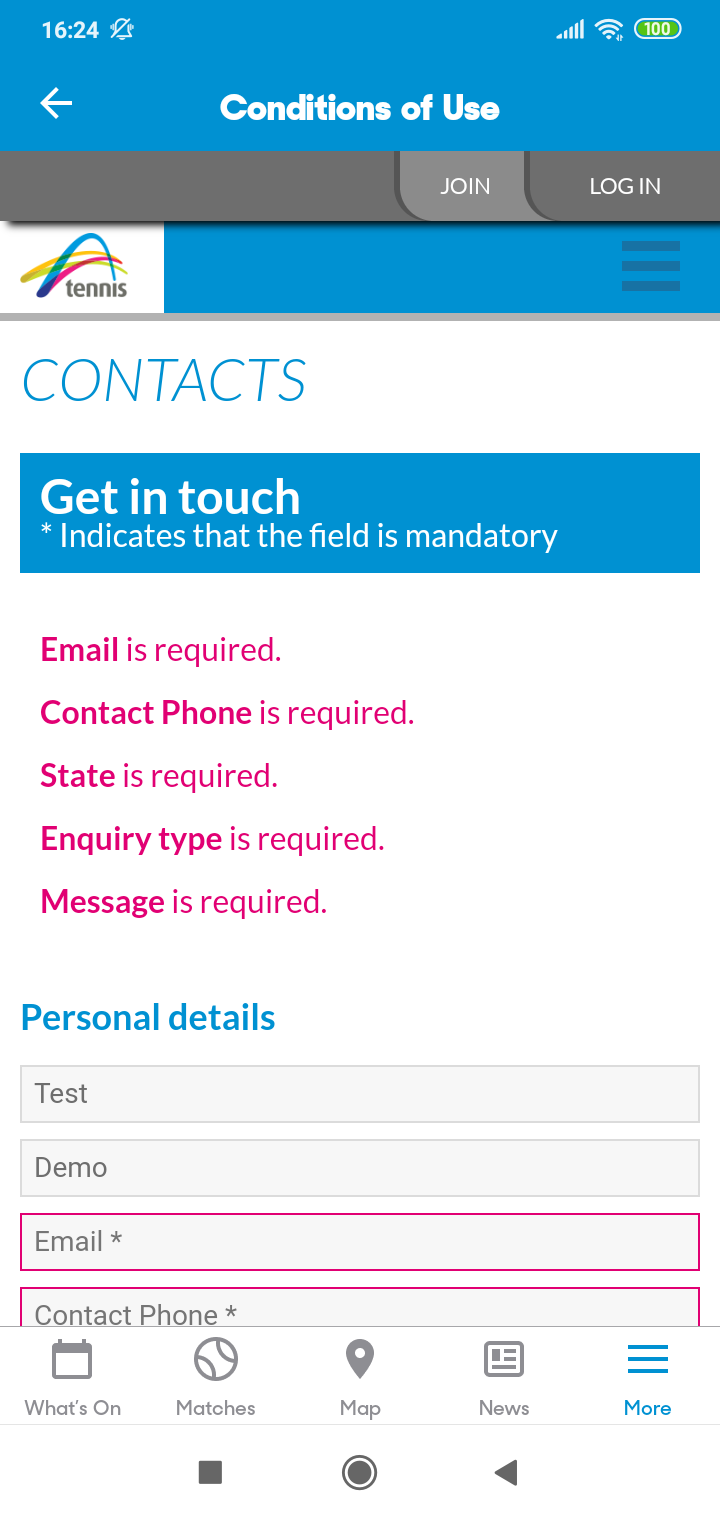 16:24
100
Conditions of Use
JOIN
LOG IN
tennis
CONTACTS
Get in touch
* Indicates that the field is mandatory
Email is required.
Contact Phone is required.
State is required.
Enquiry type is required.
Message is required.
Personal details
Test
Demo
Email *
Contact Phone *
What's On
Matches
Map
News
More